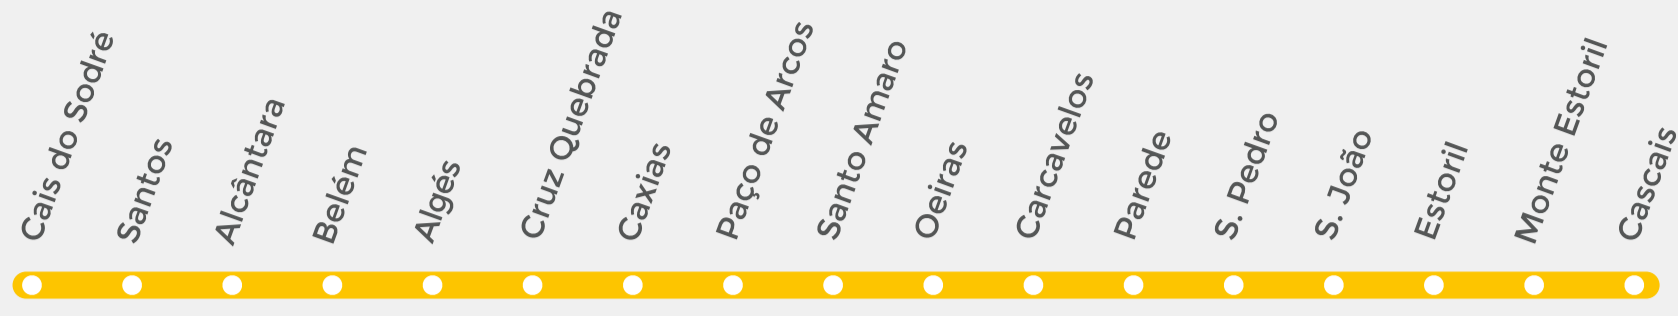 Cais do Sodré
Santos
Alcântara
Belém
Algés
Cruz Quebrada
Caxias
Paço de Arcos
Santo Amaro
Oeiras
Carcavelos
Parede
S. Pedro
S. João
Estoril
Monte Estoril
Cascais